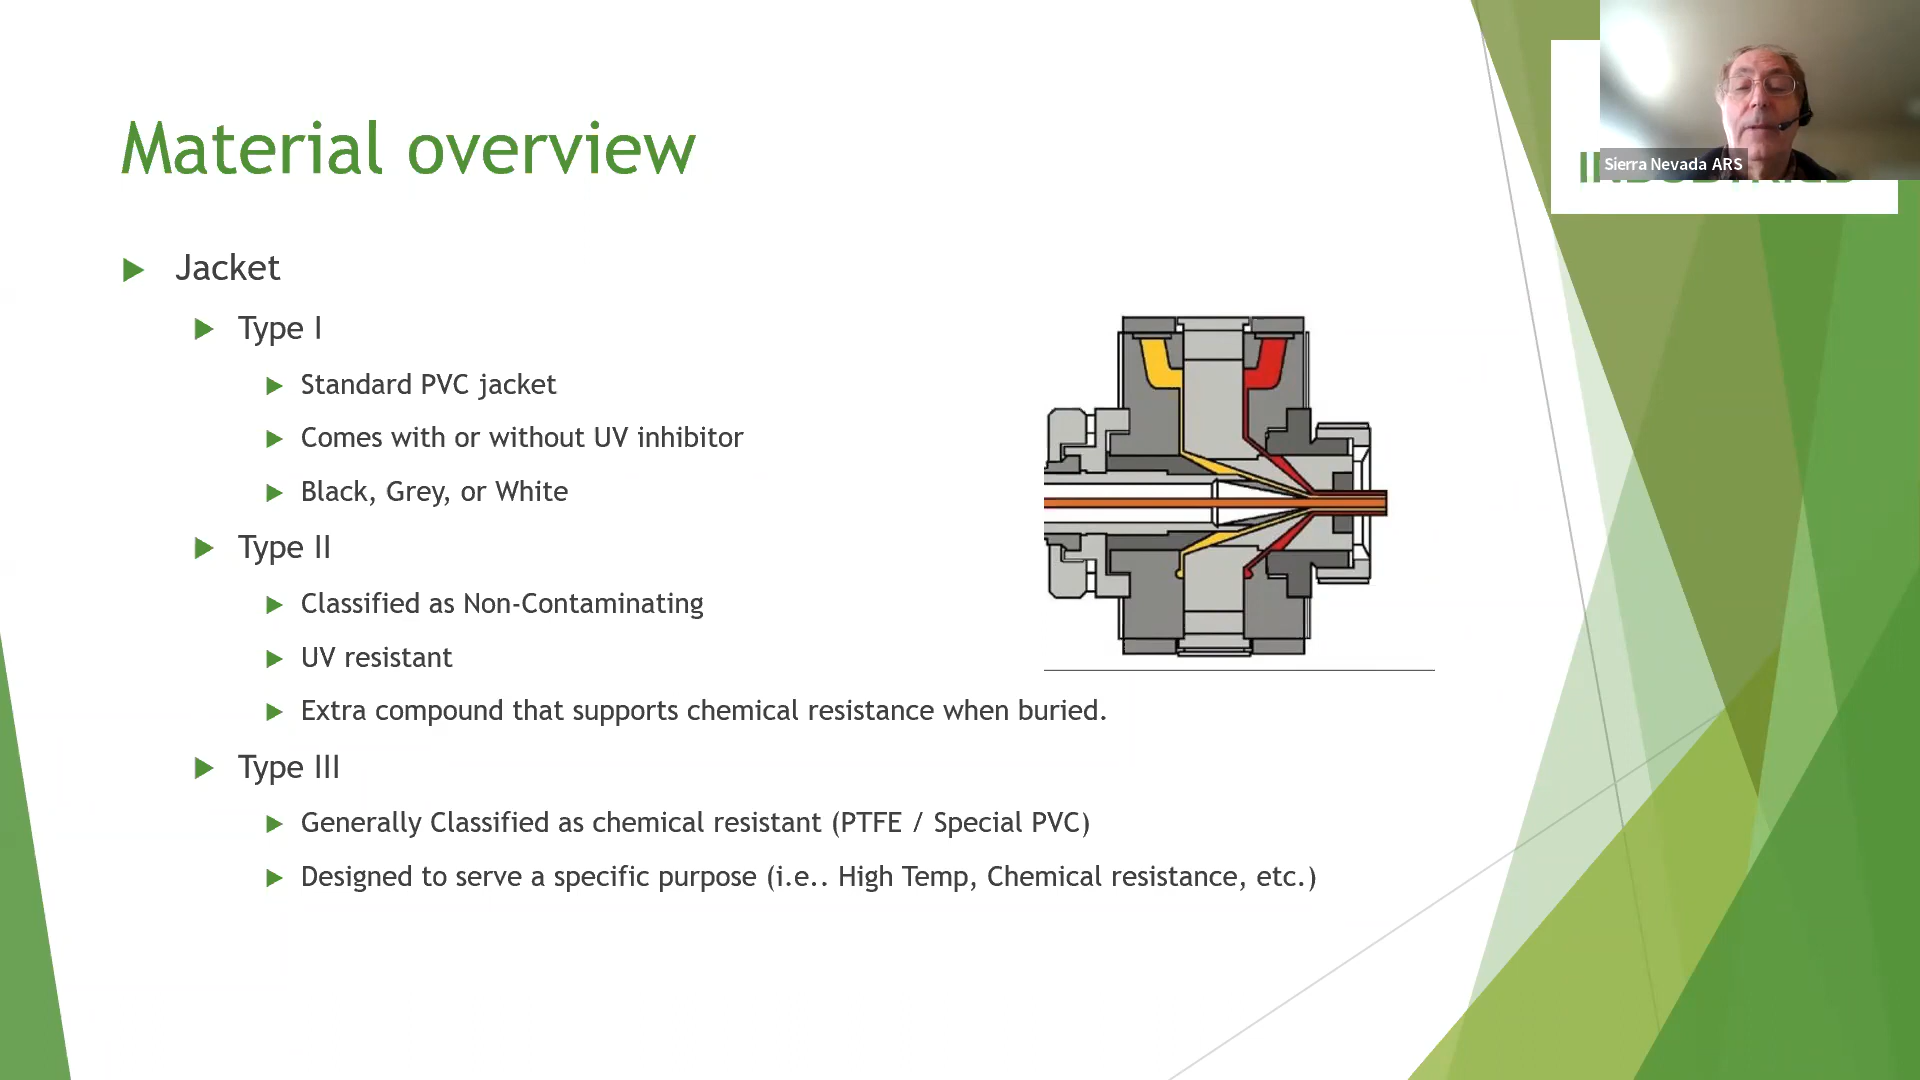 Material overview
Jacket
Type I
Standard PVC jacket
Comes with or without UV inhibitor
Black, Grey, or White
Type II
Classified as Non-Contaminating
UV resistant
Extra compound that supports chemical resistance when buried.
Type III
Generally Classified as chemical resistant (PTFE / Special PVC)
Designed to serve a specific purpose (i.e.. High Temp, Chemical resistance, etc.)
Sierra Nevada ARS